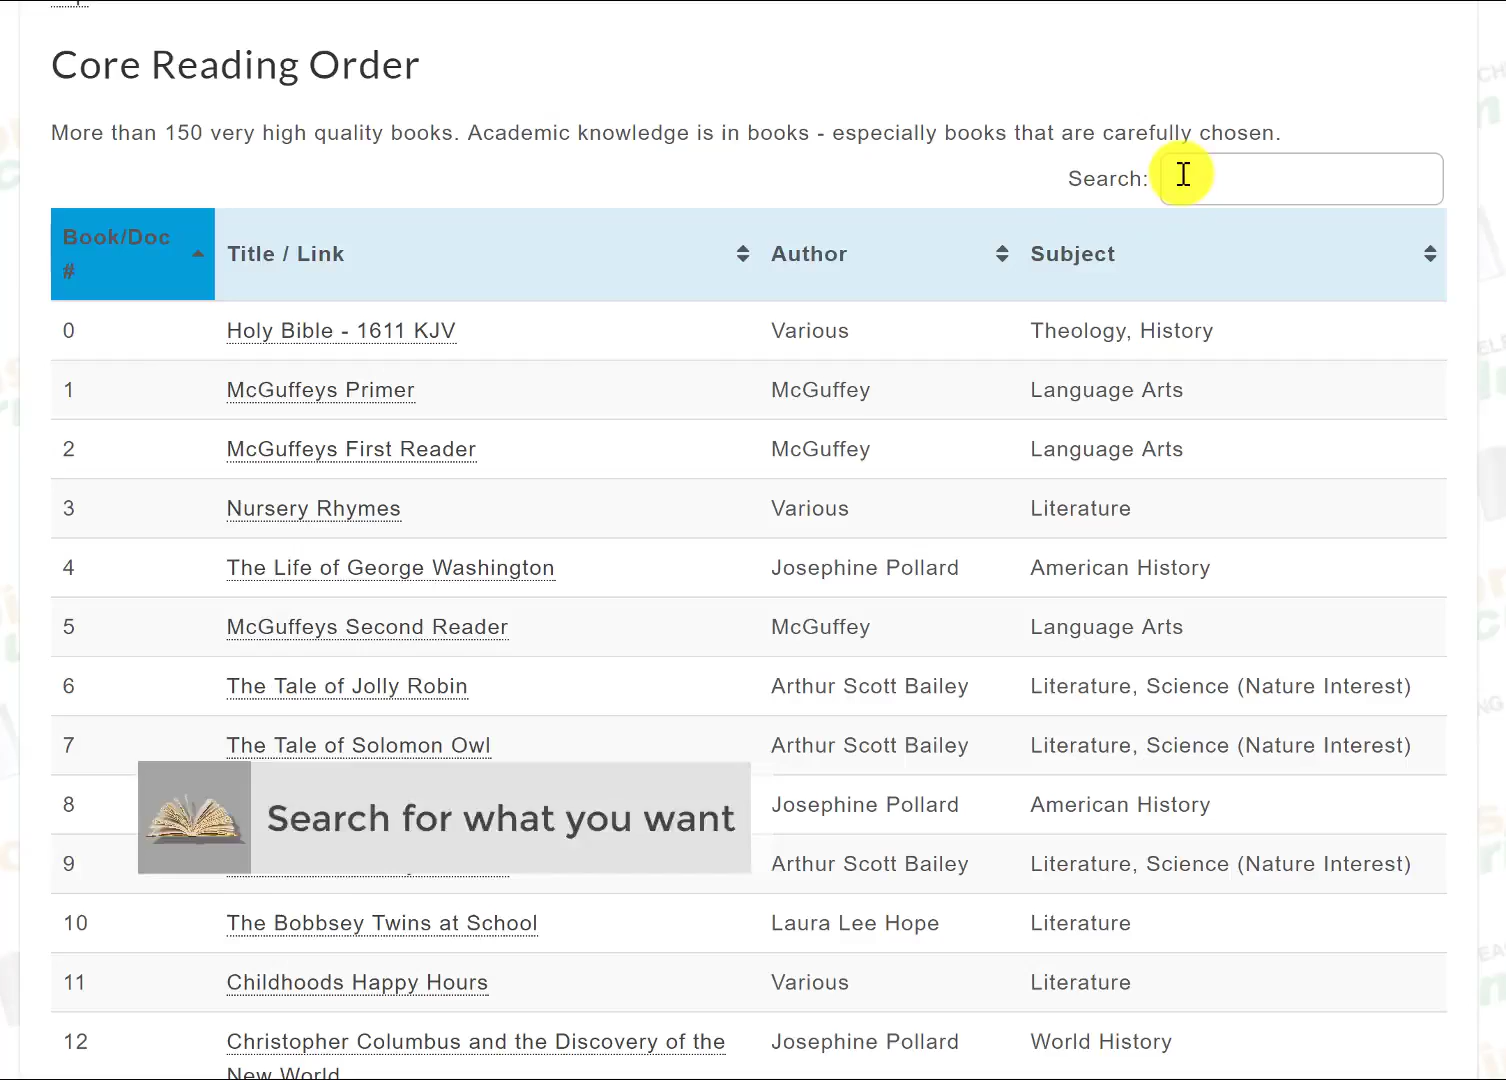 Core Reading Order
More than 150 very high quality books. Academic knowledge is in books - especially books that are carefully chosen.
Search:
Book/Doc # Title / Link Author Subject
0 Holy Bible - 1611 KJV Various Theology, History
1 McGuffeys Primer McGuffey Language Arts
2 McGuffeys First Reader McGuffey Language Arts
3 Nursery Rhymes Various Literature
4 The Life of George Washington Josephine Pollard American History
5 McGuffeys Second Reader McGuffey Language Arts
6 The Tale of Jolly Robin Arthur Scott Bailey Literature, Science (Nature Interest)
7 The Tale of Solomon Owl Arthur Scott Bailey Literature, Science (Nature Interest)
8 Josephine Pollard American History
Search for what you want
9 Arthur Scott Bailey Literature, Science (Nature Interest)
10 The Bobbsey Twins at School Laura Lee Hope Literature
11 Childhoods Happy Hours Various Literature
12 Christopher Columbus and the Discovery of the Josephine Pollard World History
New World